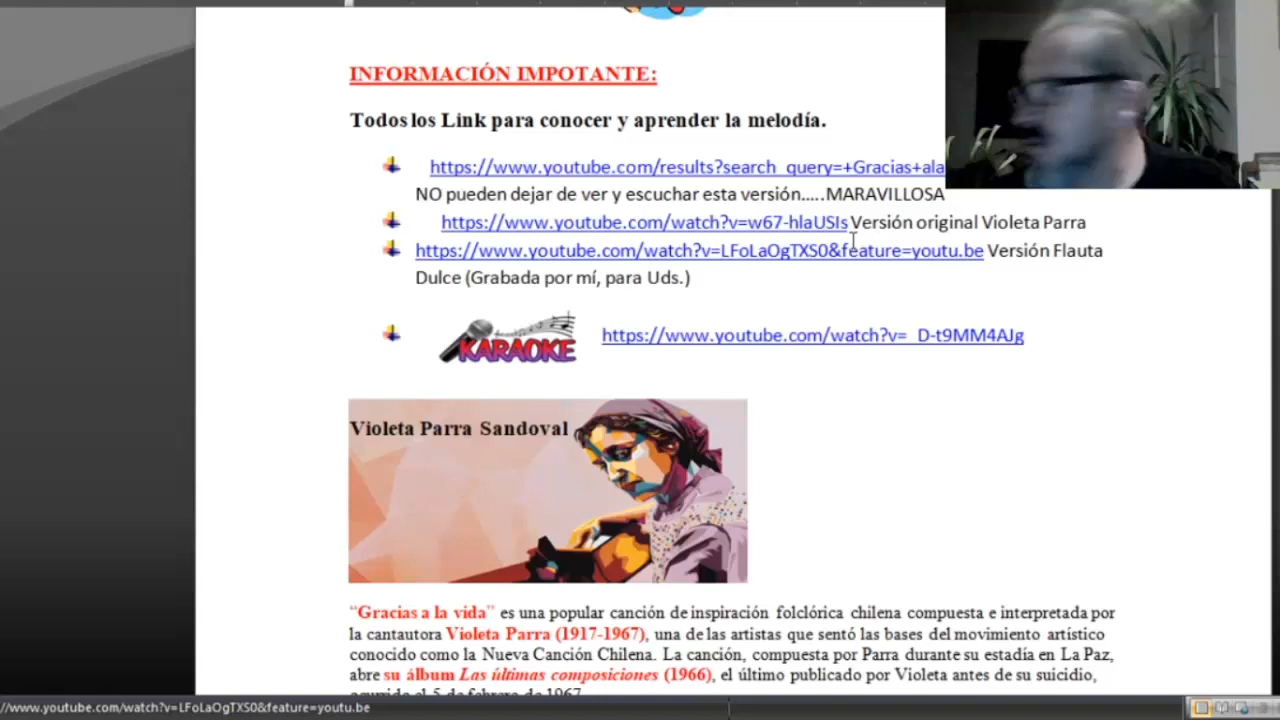 INFORMACIÓN IMPOTANTE:
Todos los Link para conocer y aprender la melodía.
https://www.youtube.com/results?search_query=+Gracias+ala
NO pueden dejar de ver y escuchar esta versión…..MARAVILLOSA
https://www.youtube.com/watch?v=w67-hlaUSIs Versión original Violeta Parra
https://www.youtube.com/watch?v=LFoLaOgTXS0&feature=youtu.be Versión Flauta
Dulce (Grabada por mí, para Uds.)
KARAOKE https://www.youtube.com/watch?v=_D-t9MM4AJg
Violeta Parra Sandoval
“Gracias a la vida” es una popular canción de inspiración folclórica chilena compuesta e interpretada por
la cantautora Violeta Parra (1917-1967), una de las artistas que sentó las bases del movimiento artístico
conocido como la Nueva Canción Chilena. La canción, compuesta por Parra durante su estadía en La Paz,
abre su álbum Las últimas composiciones (1966), el último publicado por Violeta antes de su suicidio,
ocurrido el 5 de febrero de 1967
//www.youtube.com/watch?v=LFoLaOgTXS0&feature=youtu.be